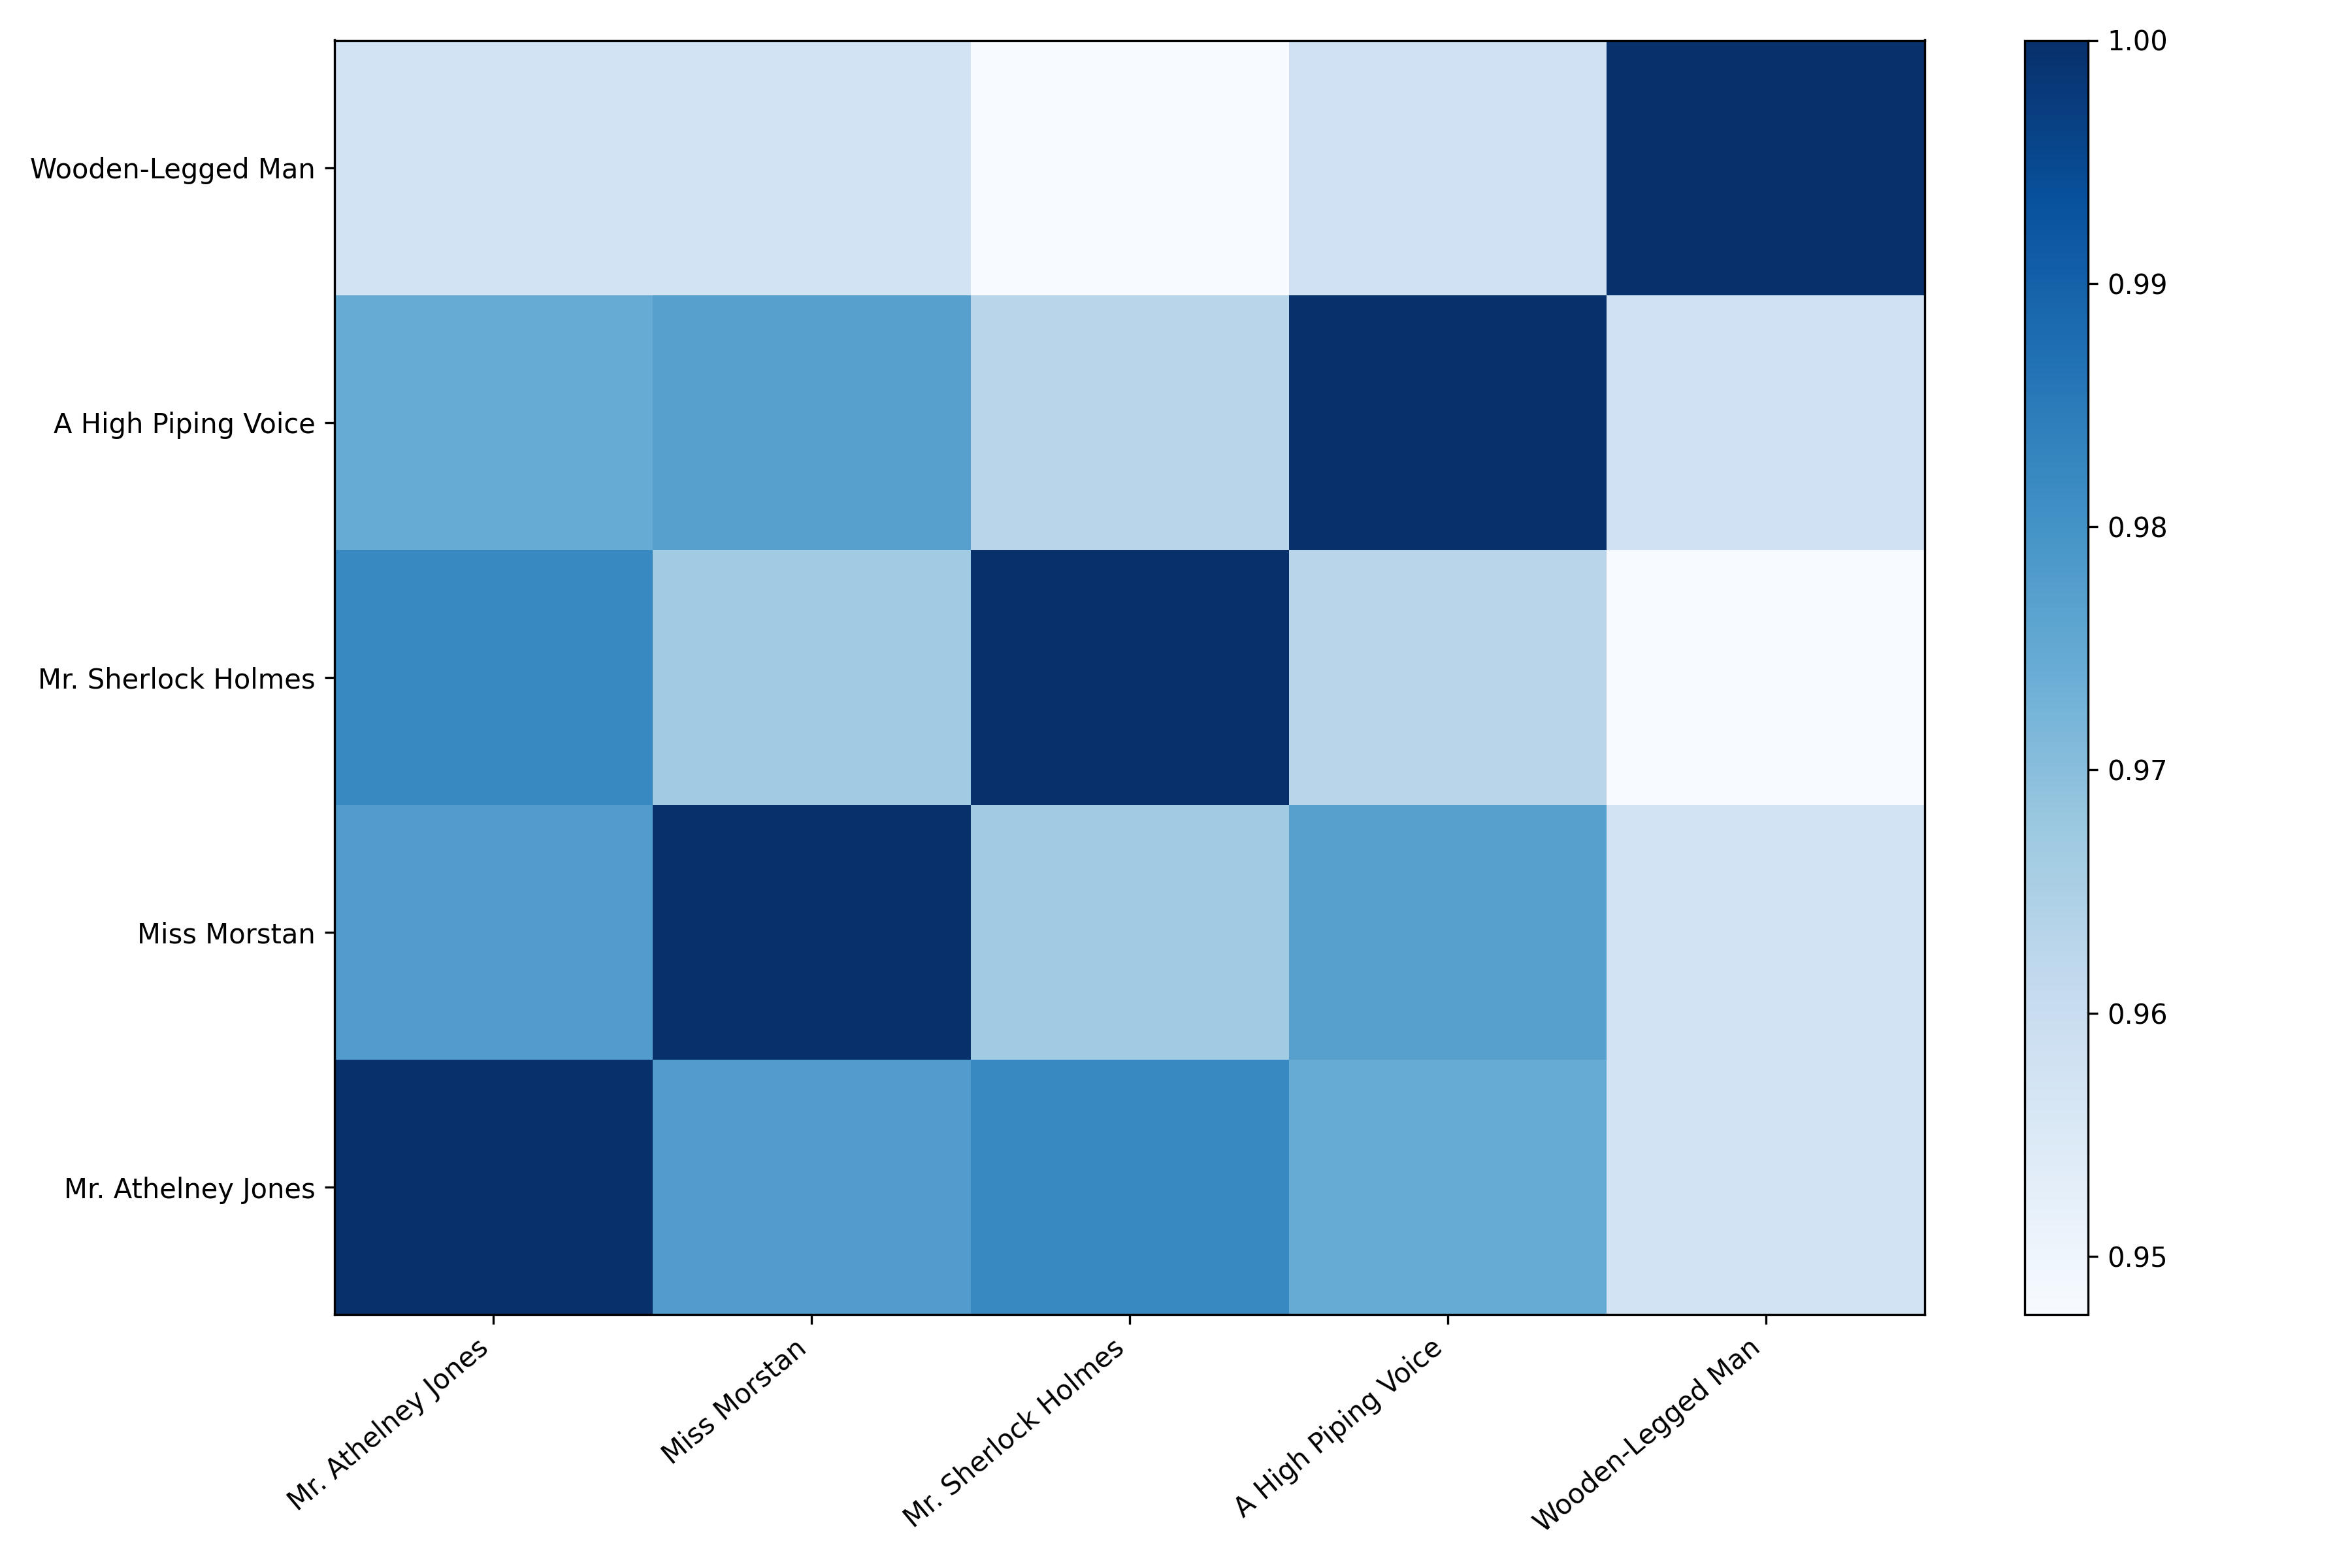 Wooden-Legged Man
A High Piping Voice
Mr. Sherlock Holmes
Miss Morstan
Mr. Athelney Jones
Mr. Athelney Jones
Miss Morstan
Mr. Sherlock Holmes
A High Piping Voice
Wooden-Legged Man
1.00
0.99
0.98
0.97
0.96
0.95